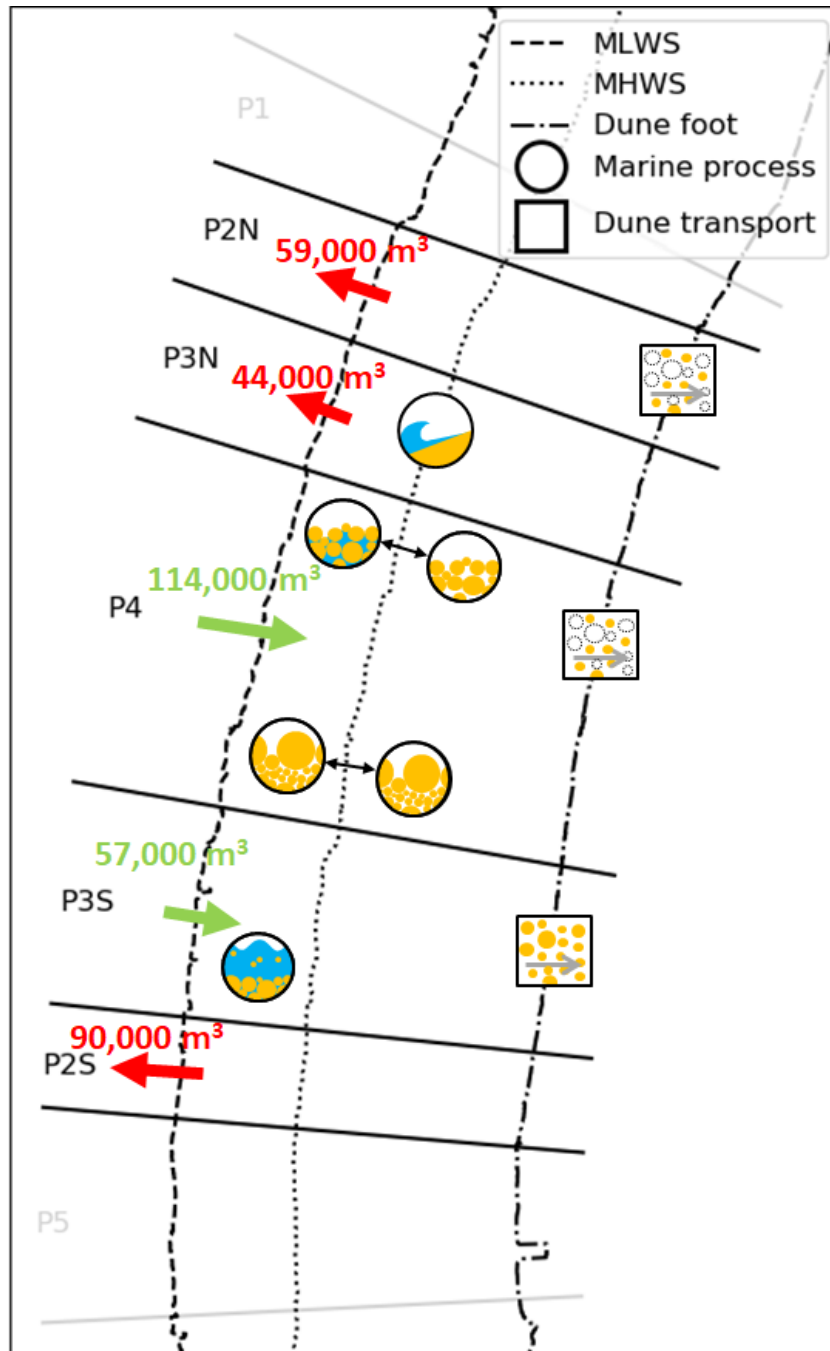 MLWS
MHWS
Dune foot
Marine process
Dune transport
P1
P2N
59,000 m³
P3N
44,000 m³
114,000 m³
P4
57,000 m³
P3S
90,000 m³
P2S
P5